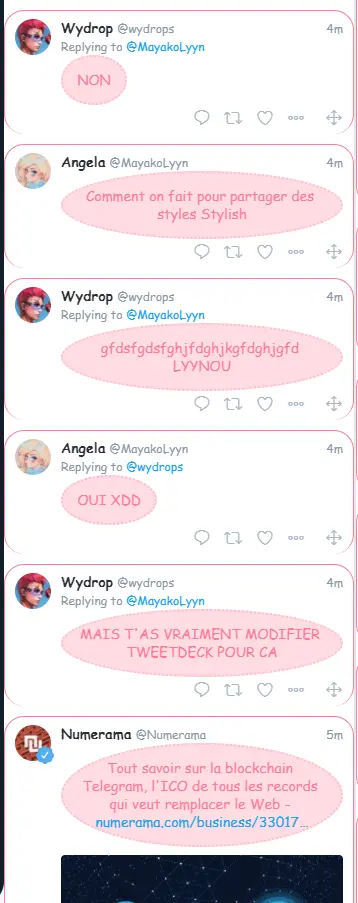 Wydrop @wydrops 4m
Replying to @MayakoLyyn
NON
Angela @MayakoLyyn 4m
Comment on fait pour partager des
styles Stylish
Wydrop @wydrops 4m
Replying to @MayakoLyyn
gfdsfgdsfghjfdghjkgfdghjgfd
LYYNOU
Angela @MayakoLyyn 4m
Replying to @wydrops
OUI XDD
Wydrop @wydrops 4m
Replying to @MayakoLyyn
MAIS T'AS VRAIMENT MODIFIER
TWEETDECK POUR CA
Numerama @Numerama 5m
Tout savoir sur la blockchain
Telegram, l'ICO de tous les records
qui veut remplacer le Web -
numerama.com/business/33017…